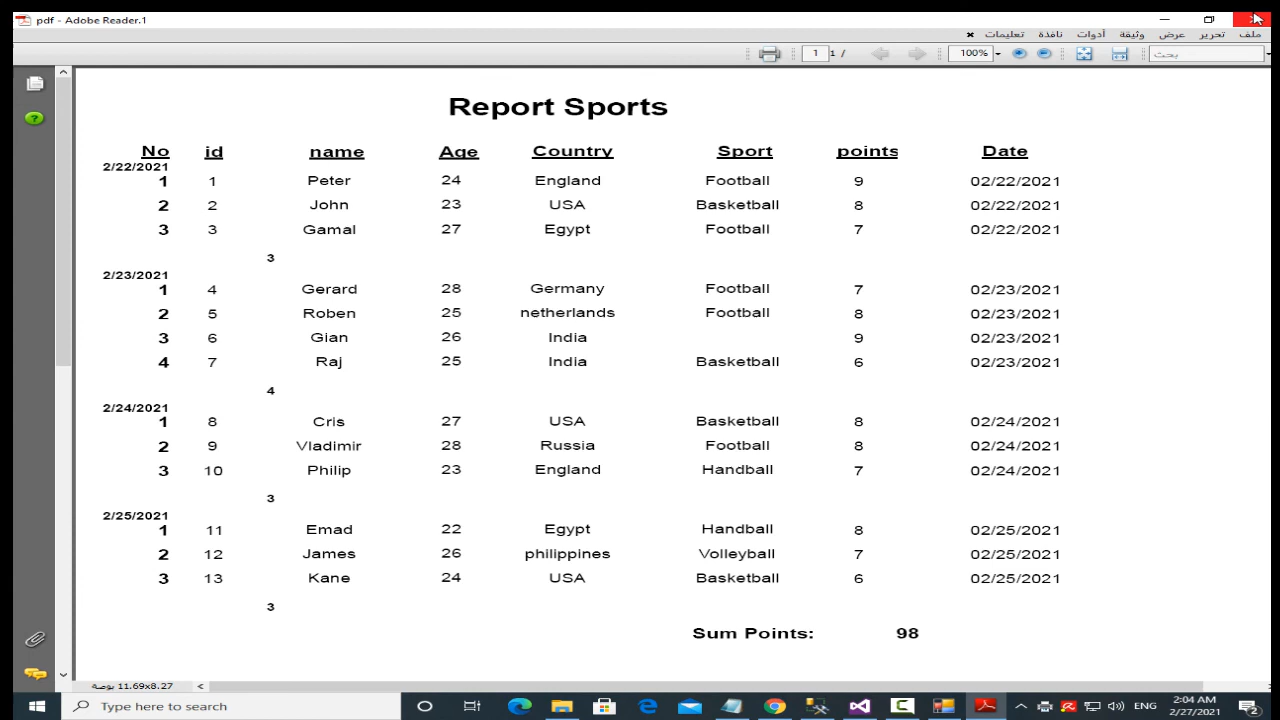 pdf - Adobe Reader.1
ملف تحرير عرض وثيقة أدوات نافذة تعليمات
1 / 1 100% بحث
Report Sports
No id name Age Country Sport points Date
2/22/2021
1 1 Peter 24 England Football 9 02/22/2021
2 2 John 23 USA Basketball 8 02/22/2021
3 3 Gamal 27 Egypt Football 7 02/22/2021
3
2/23/2021
1 4 Gerard 28 Germany Football 7 02/23/2021
2 5 Roben 25 netherlands Football 8 02/23/2021
3 6 Gian 26 India 9 02/23/2021
4 7 Raj 25 India Basketball 6 02/23/2021
4
2/24/2021
1 8 Cris 27 USA Basketball 8 02/24/2021
2 9 Vladimir 28 Russia Football 8 02/24/2021
3 10 Philip 23 England Handball 7 02/24/2021
3
2/25/2021
1 11 Emad 22 Egypt Handball 8 02/25/2021
2 12 James 26 philippines Volleyball 7 02/25/2021
3 13 Kane 24 USA Basketball 6 02/25/2021
3
Sum Points: 98
11.69x8.27 بوصة
Type here to search
ENG
2:04 AM
2/27/2021
2